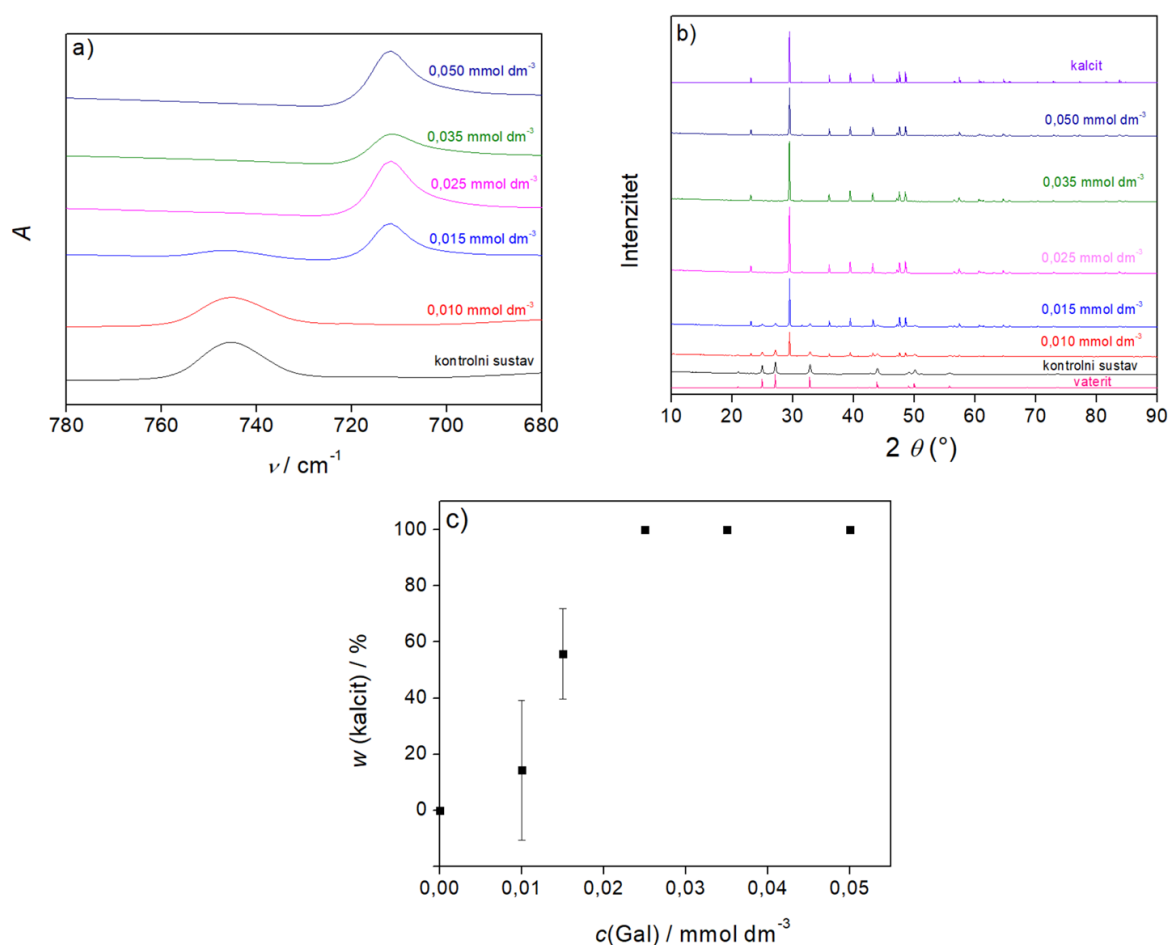 a)
0,050 mmol dm⁻³
0,035 mmol dm⁻³
0,025 mmol dm⁻³
0,015 mmol dm⁻³
0,010 mmol dm⁻³
kontrolni sustav
A
780 760 740 720 700 680
ν / cm⁻¹
b)
kalcit
0,050 mmol dm⁻³
0,035 mmol dm⁻³
0,025 mmol dm⁻³
0,015 mmol dm⁻³
0,010 mmol dm⁻³
kontrolni sustav
vaterit
Intenzitet
10 20 30 40 50 60 70 80 90
2 θ (°)
c)
100
80
60
40
20
0
w (kalcit) / %
0,00 0,01 0,02 0,03 0,04 0,05
c(Gal) / mmol dm⁻³